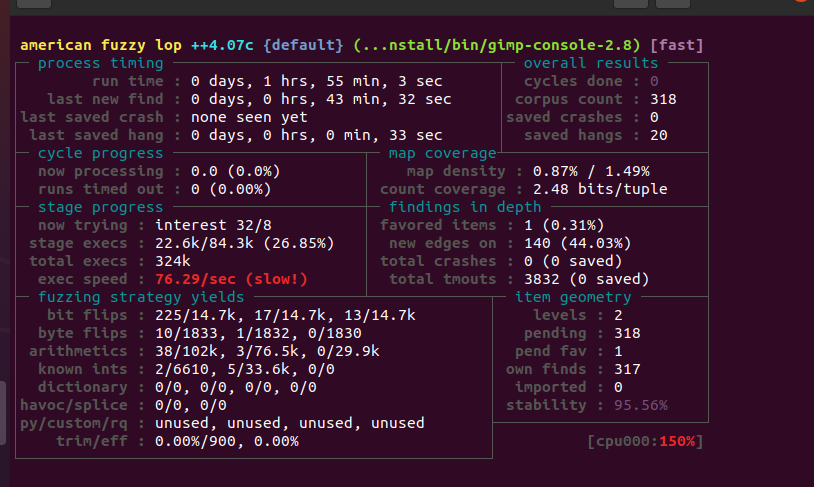 american fuzzy lop ++4.07c {default} (...nstall/bin/gimp-console-2.8) [fast]
process timing overall results
run time : 0 days, 1 hrs, 55 min, 3 sec cycles done : 0
last new find : 0 days, 0 hrs, 43 min, 32 sec corpus count : 318
last saved crash : none seen yet saved crashes : 0
last saved hang : 0 days, 0 hrs, 0 min, 33 sec saved hangs : 20
cycle progress map coverage
now processing : 0.0 (0.0%) map density : 0.87% / 1.49%
runs timed out : 0 (0.00%) count coverage : 2.48 bits/tuple
stage progress findings in depth
now trying : interest 32/8 favored items : 1 (0.31%)
stage execs : 22.6k/84.3k (26.85%) new edges on : 140 (44.03%)
total execs : 324k total crashes : 0 (0 saved)
exec speed : 76.29/sec (slow!) total tmouts : 3832 (0 saved)
fuzzing strategy yields item geometry
bit flips : 225/14.7k, 17/14.7k, 13/14.7k levels : 2
byte flips : 10/1833, 1/1832, 0/1830 pending : 318
arithmetics : 38/102k, 3/76.5k, 0/29.9k pend fav : 1
known ints : 2/6610, 5/33.6k, 0/0 own finds : 317
dictionary : 0/0, 0/0, 0/0, 0/0 imported : 0
havoc/splice : 0/0, 0/0 stability : 95.56%
py/custom/rq : unused, unused, unused, unused
trim/eff : 0.00%/900, 0.00% [cpu000:150%]